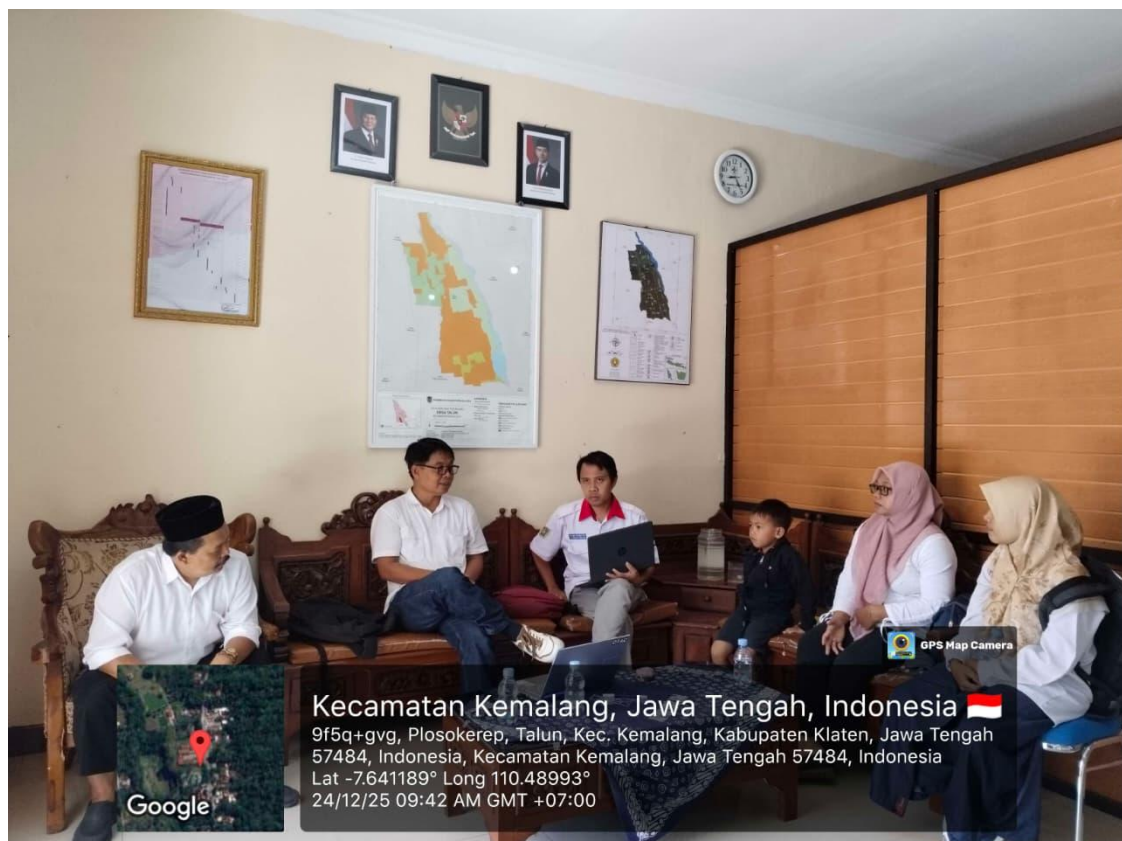 GPS Map Camera
Kecamatan Kemalang, Jawa Tengah, Indonesia 🇮🇩
9f5q+gvg, Plosokerep, Talun, Kec. Kemalang, Kabupaten Klaten, Jawa Tengah
57484, Indonesia, Kecamatan Kemalang, Jawa Tengah 57484, Indonesia
Lat -7.641189° Long 110.48993°
24/12/25 09:42 AM GMT +07:00
Google